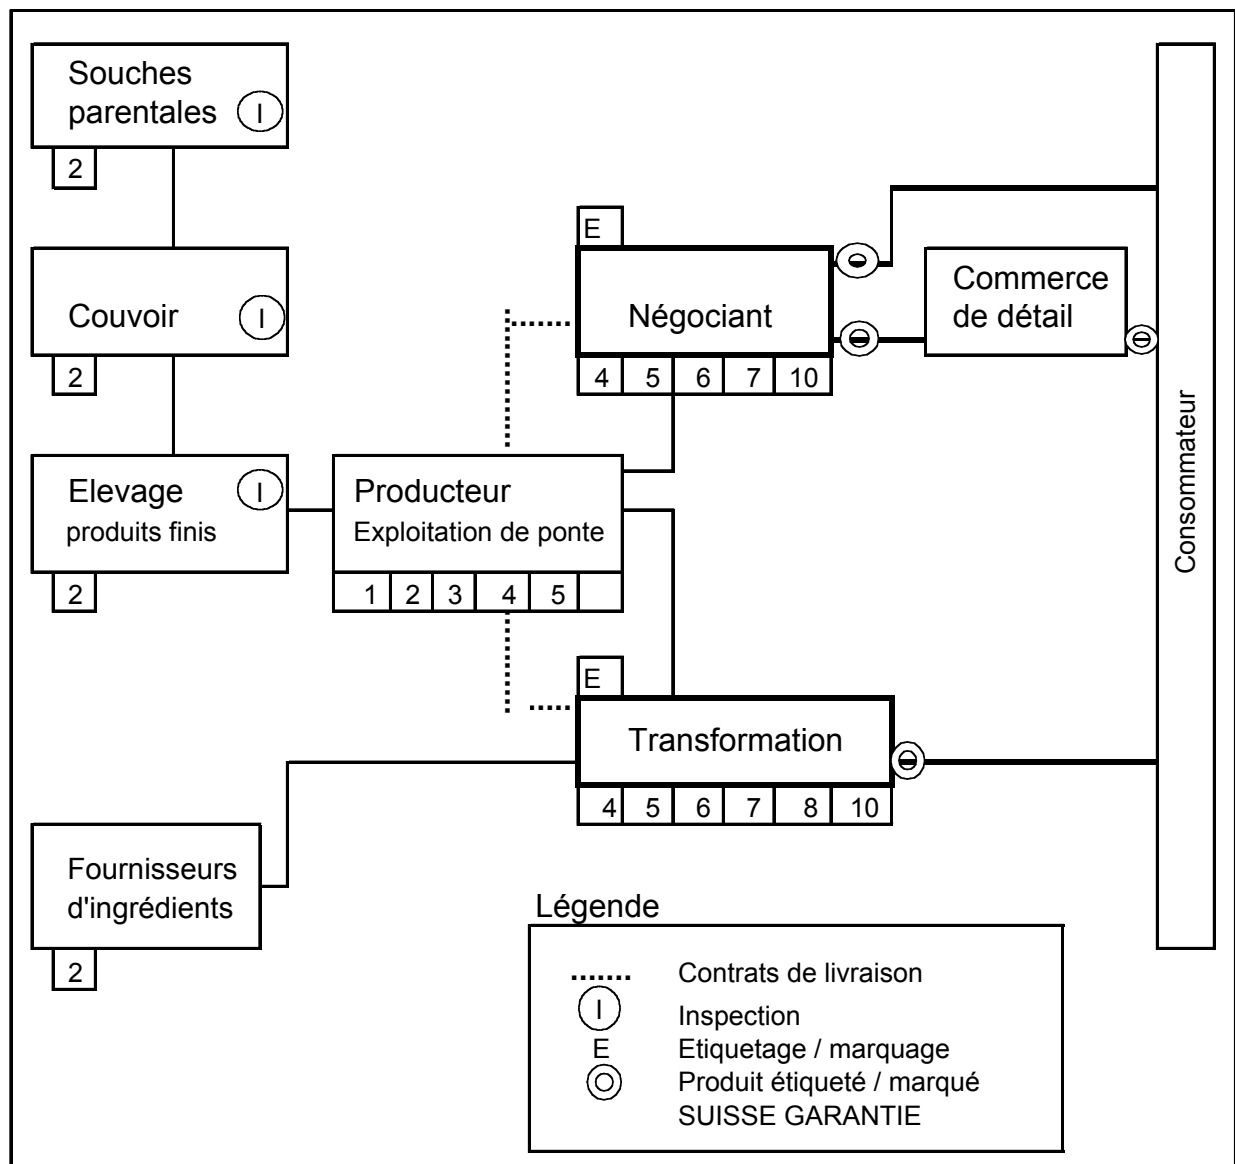 Souches
parentales
I
2
Couvoir
I
2
Elevage
produits finis
I
2
Producteur
Exploitation de ponte
1 2 3 4 5
E
Négociant
4 5 6 7 10
Commerce
de détail
Consommateur
E
Transformation
4 5 6 7 8 10
Fournisseurs
d'ingrédients
2
Légende
Contrats de livraison
I Inspection
E Etiquetage / marquage
Produit étiqueté / marqué
SUISSE GARANTIE